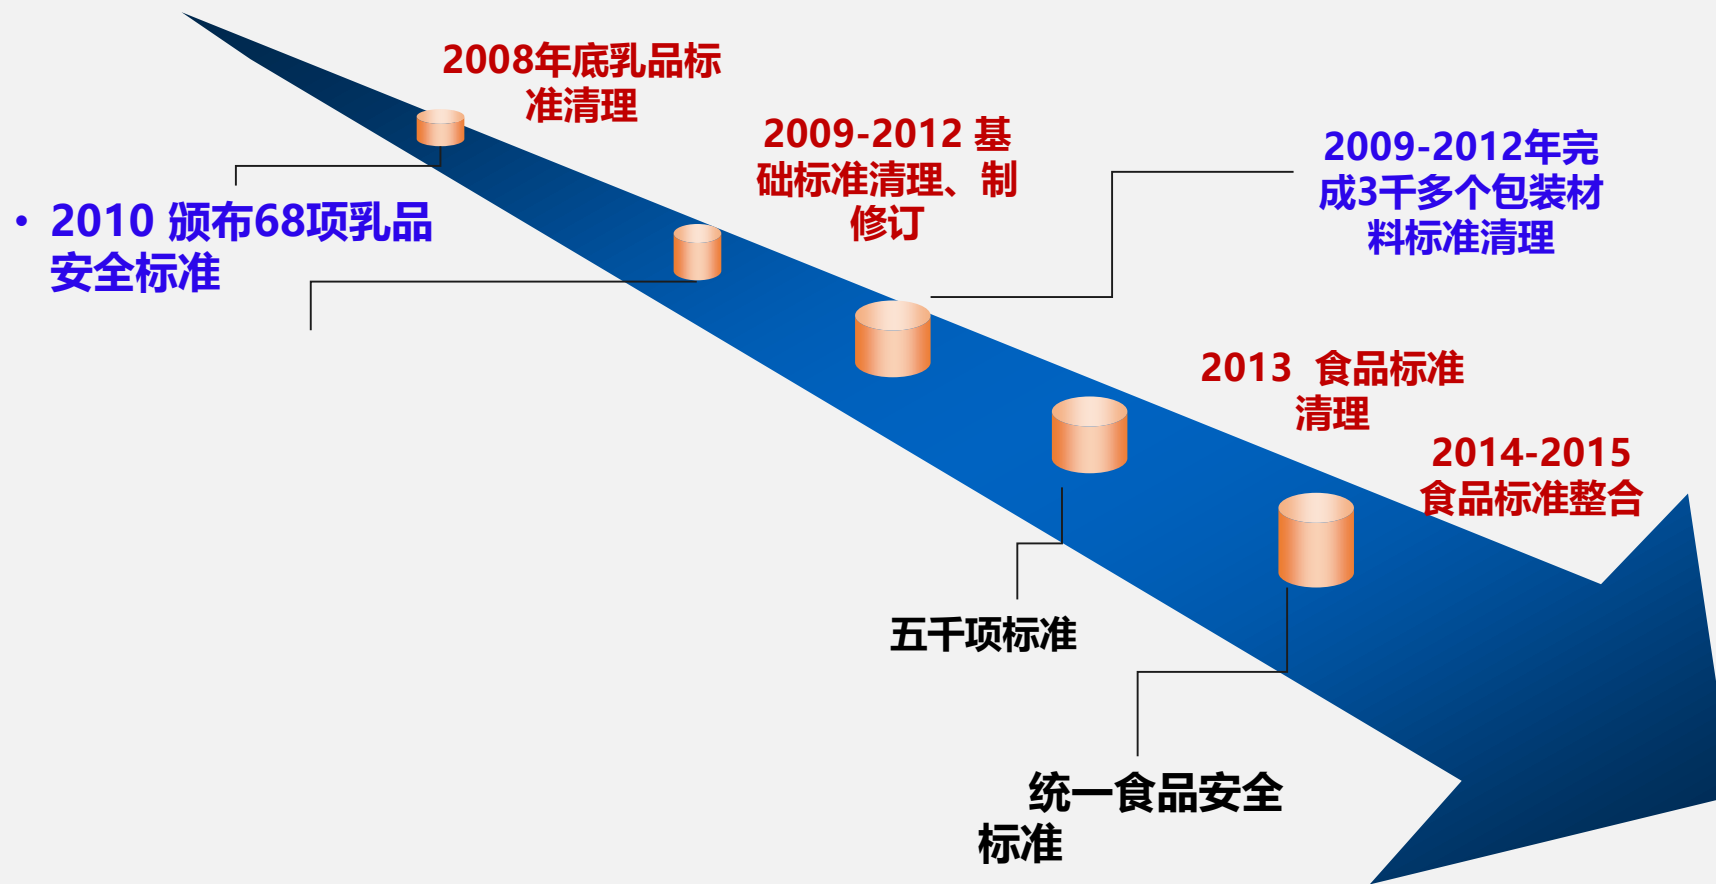 2008年底乳品标
准清理
• 2010 颁布68项乳品
安全标准
2009-2012 基
础标准清理、制
修订
2009-2012年完
成3千多个包装材
料标准清理
2013 食品标准
清理
2014-2015
食品标准整合
五千项标准
统一食品安全
标准